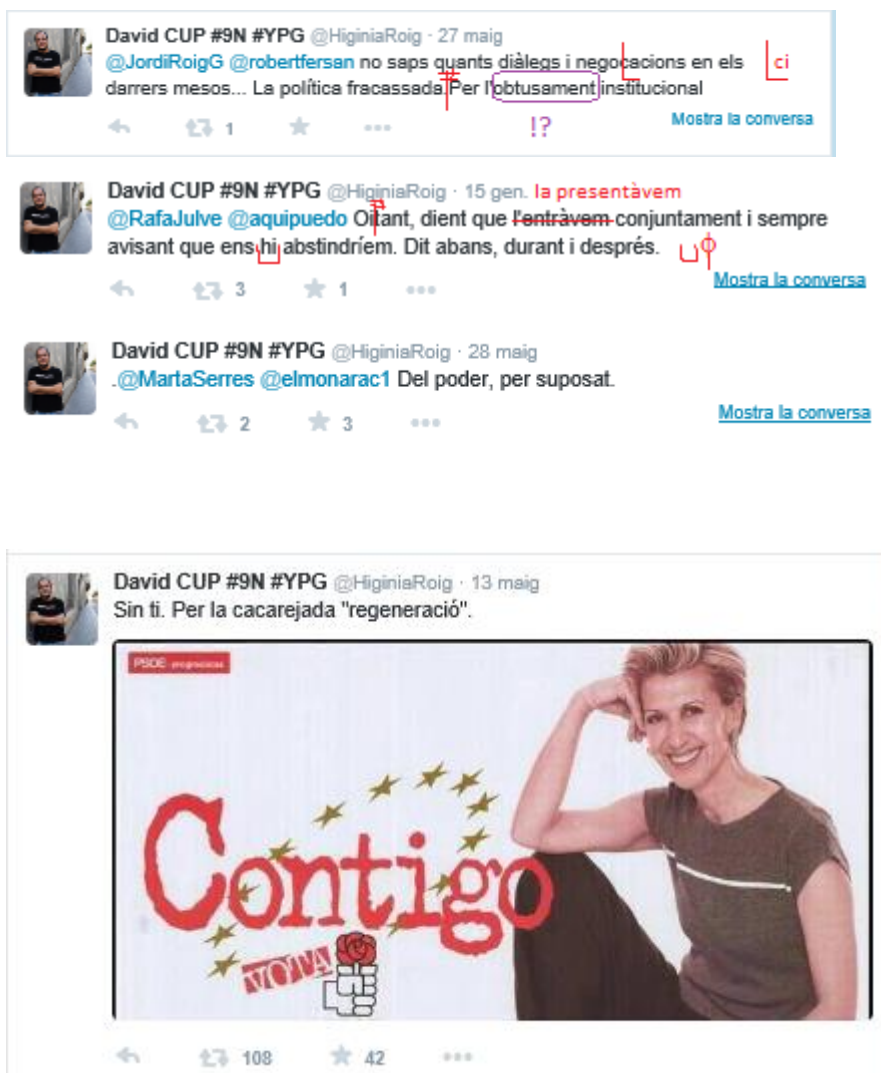 David CUP #9N #YPG @HiginiaRoig · 27 maig
@JordiRoigG @robertfersan no saps quants diàlegs i negocacions en els ci
darrers mesos... La política fracassada.Per l'obtusament institucional
1
!?
Mostra la conversa
David CUP #9N #YPG @HiginiaRoig · 15 gen. la presentàvem
@RafaJulve @aquipuedo Oitant, dient que l'entràvem conjuntament i sempre
avisant que ens hi abstindríem. Dit abans, durant i després.
3 1
Mostra la conversa
David CUP #9N #YPG @HiginiaRoig · 28 maig
.@MartaSerres @elmonarac1 Del poder, per suposat.
2 3
Mostra la conversa
David CUP #9N #YPG @HiginiaRoig · 13 maig
Sin ti. Per la cacarejada "regeneració".
PSOE progresistas
Contigo
VOTA
108 42